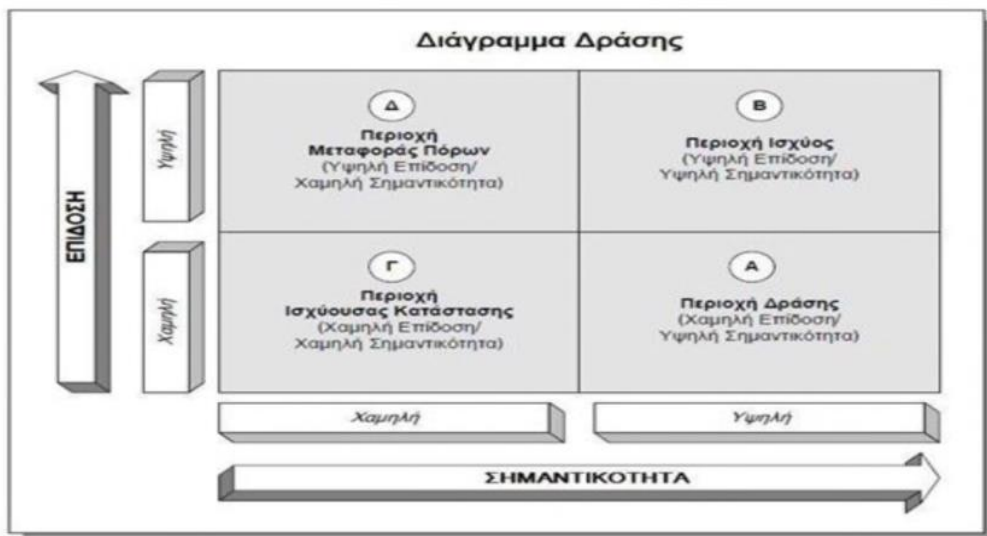 Διάγραμμα Δράσης
ΕΠΙΔΟΣΗ
Υψηλή
Δ
Περιοχή
Μεταφοράς Πόρων
(Υψηλή Επίδοση/
Χαμηλή Σημαντικότητα)
Β
Περιοχή Ισχύος
(Υψηλή Επίδοση/
Υψηλή Σημαντικότητα)
Χαμηλή
Γ
Περιοχή
Ισχύουσας Κατάστασης
(Χαμηλή Επίδοση/
Χαμηλή Σημαντικότητα)
Α
Περιοχή Δράσης
(Χαμηλή Επίδοση/
Υψηλή Σημαντικότητα)
Χαμηλή
Υψηλή
ΣΗΜΑΝΤΙΚΟΤΗΤΑ